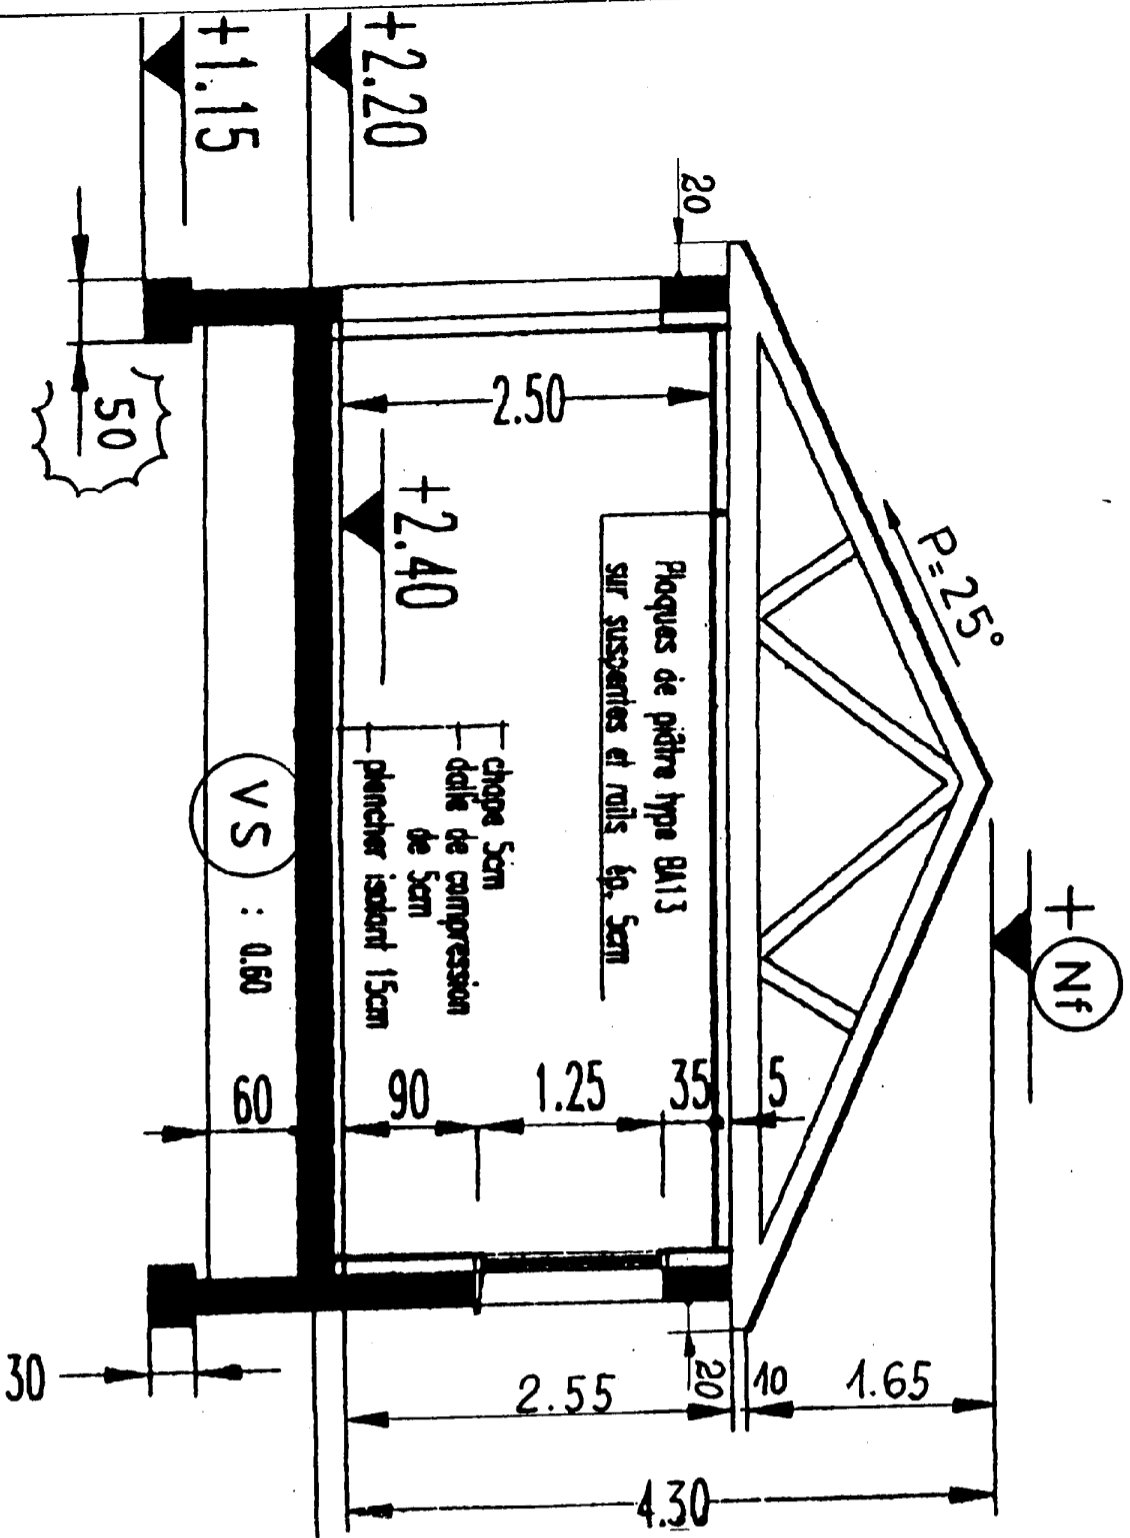 +Nf
P=25°
20
5
35
1.25
90
60
10
1.65
20
2.55
4.30
30
Plaques de plâtre type BA13
sur suspentes et rails ép. 5cm
2.50
+2.40
chape 5cm
dalle de compression
de 5cm
plancher isolant 15cm
+2.20
+1.15
VS : 0.60
50